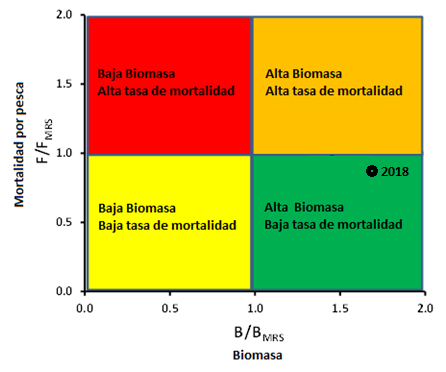 2.0
1.5
1.0
0.5
0.0
Mortalidad por pesca
F/F_MRS
Baja Biomasa
Alta tasa de mortalidad
Alta Biomasa
Alta tasa de mortalidad
Baja Biomasa
Baja tasa de mortalidad
Alta Biomasa
Baja tasa de mortalidad
2018
0.0 0.5 1.0 1.5 2.0
B/B_MRS
Biomasa